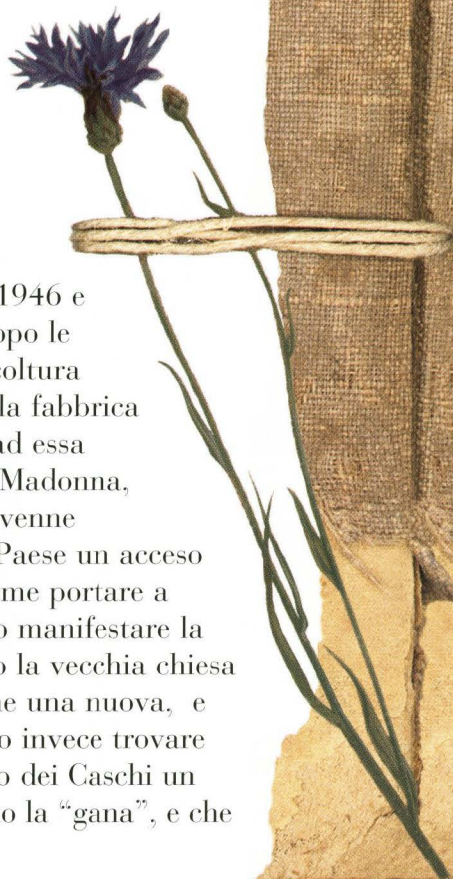 1946 e
opo le
coltura
la fabbrica
ad essa
Madonna,
venne
Paese un acceso
me portare a
o manifestare la
o la vecchia chiesa
ne una nuova, e
o invece trovare
o dei Caschi un
o la “gana”, e che